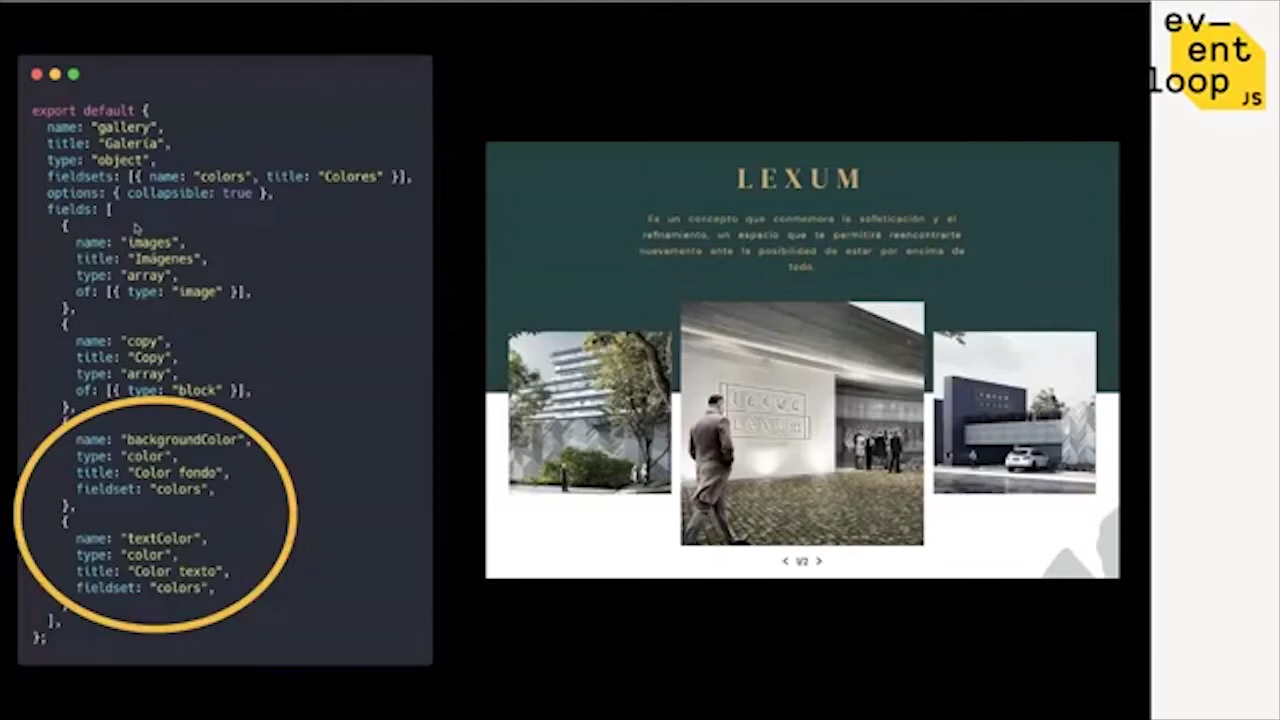 export default {
name: "gallery",
title: "Galería",
type: "object",
fieldsets: [{ name: "colors", title: "Colores" }],
options: { collapsible: true },
fields: [
{
name: "images",
title: "Imágenes",
type: "array",
of: [{ type: "image" }],
},
{
name: "copy",
title: "Copy",
type: "array",
of: [{ type: "block" }],
},
name: "backgroundColor",
type: "color",
title: "Color fondo",
fieldset: "colors",
},
{
name: "textColor",
type: "color",
title: "Color texto",
fieldset: "colors",
],
};
LEXUM
Es un concepto que conmemora la sofisticación y el
refinamiento, un espacio que te permitirá reencontrarte
nuevamente ante la posibilidad de estar por encima de
todo.
LEXUM
< 1/2 >
ev—
ent
loop
JS